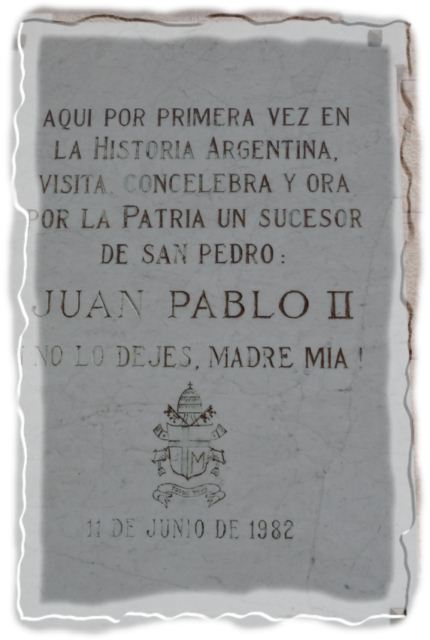 AQUI POR PRIMERA VEZ EN
LA HISTORIA ARGENTINA,
VISITA, CONCELEBRA Y ORA
POR LA PATRIA UN SUCESOR
DE SAN PEDRO:
JUAN PABLO II
¡NO LO DEJES, MADRE MIA!
M
11 DE JUNIO DE 1982